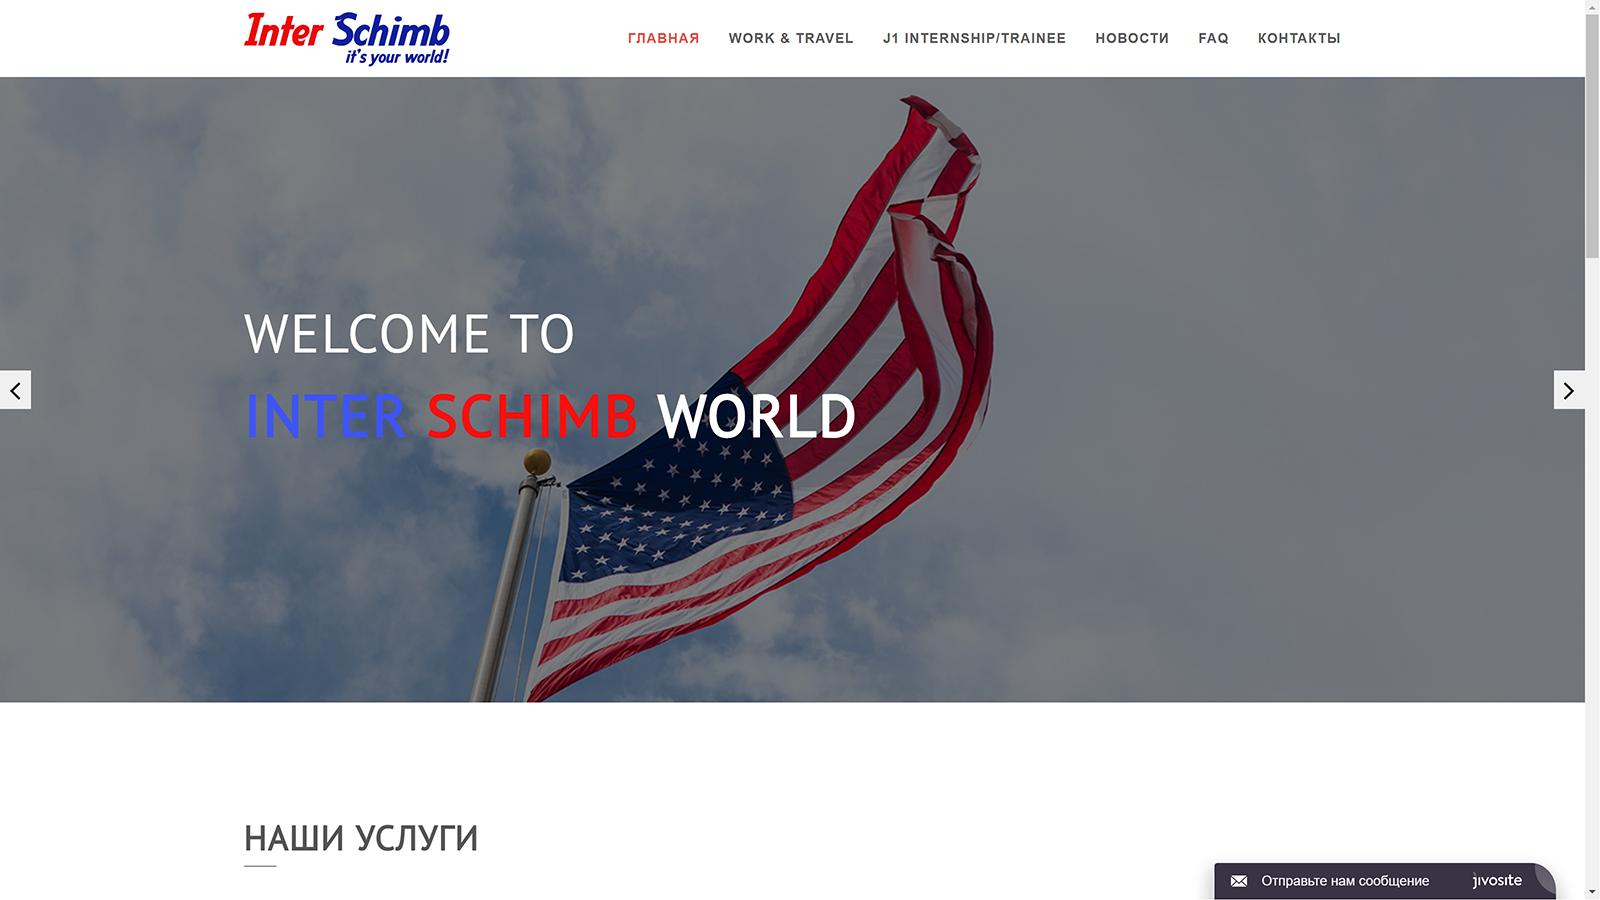 Inter Schimb
it's your world!
ГЛАВНАЯ WORK & TRAVEL J1 INTERNSHIP/TRAINEE НОВОСТИ FAQ КОНТАКТЫ
WELCOME TO
INTER SCHIMB WORLD
НАШИ УСЛУГИ
Отправьте нам сообщение jivosite